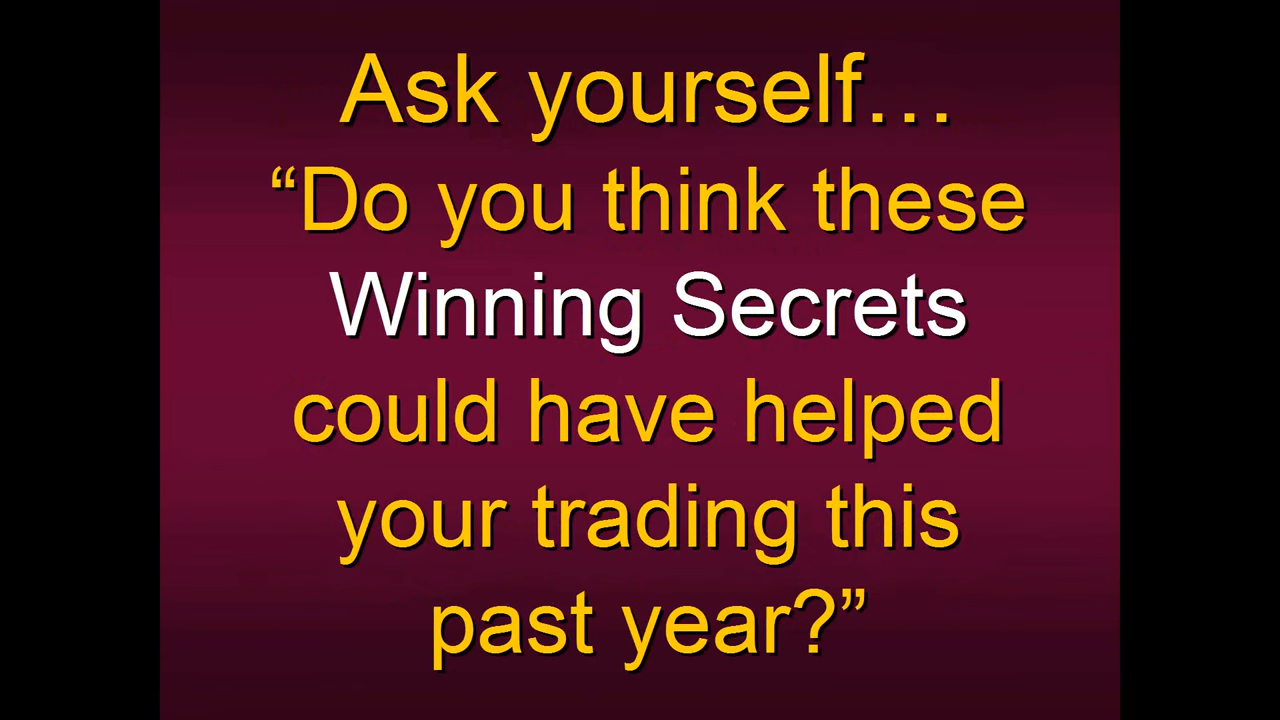 Ask yourself…
“Do you think these
Winning Secrets
could have helped
your trading this
past year?”